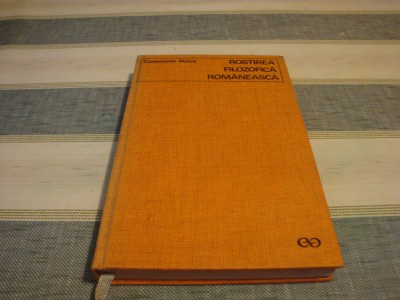 Constantin Noica
ROSTIREA
FILOZOFICĂ
ROMÂNEASCĂ